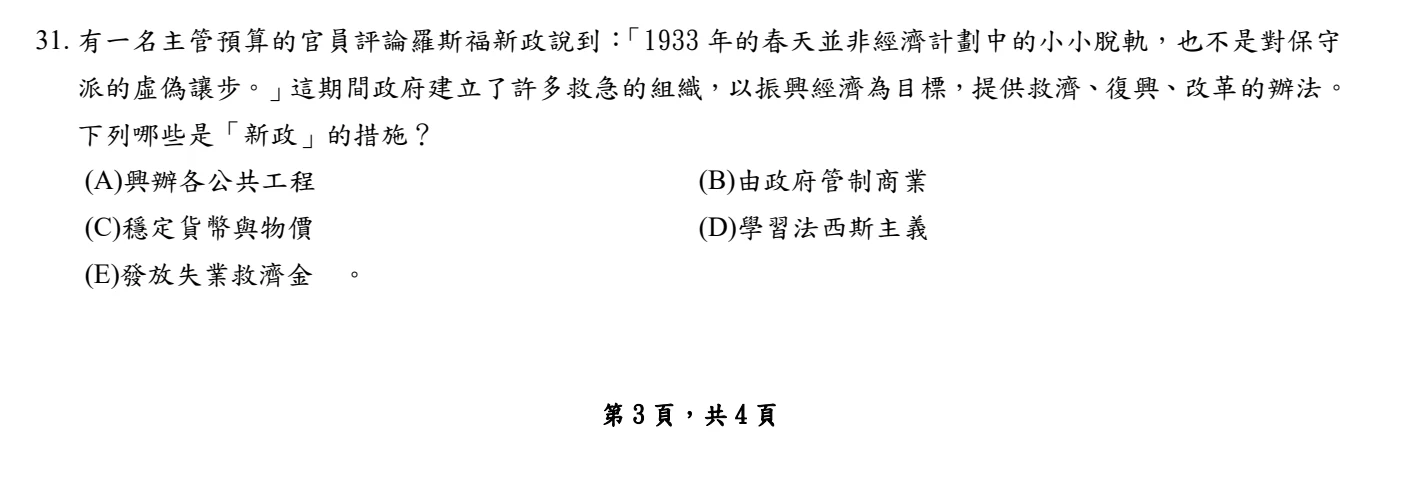 31. 有一名主管預算的官員評論羅斯福新政說到：「1933 年的春天並非經濟計劃中的小小脫軌，也不是對保守
派的虛偽讓步。」這期間政府建立了許多救急的組織，以振興經濟為目標，提供救濟、復興、改革的辦法。
下列哪些是「新政」的措施？
(A)興辦各公共工程 (B)由政府管制商業
(C)穩定貨幣與物價 (D)學習法西斯主義
(E)發放失業救濟金 。
第 3 頁，共 4 頁